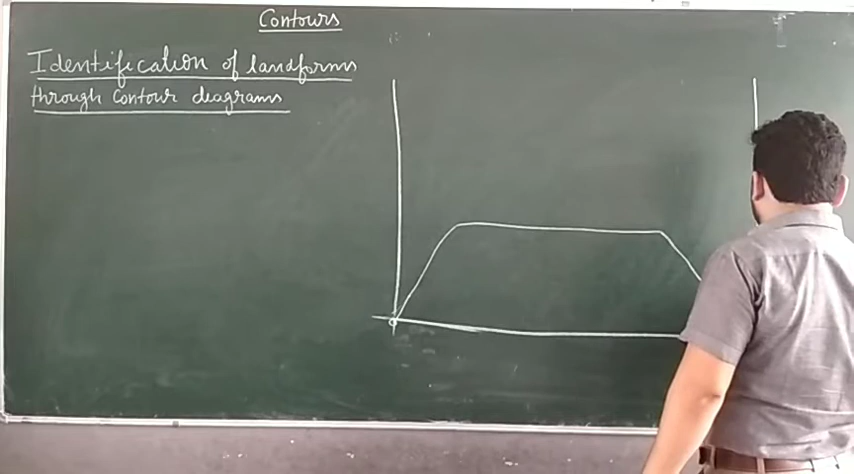 Contours
Identification of landforms
through Contour diagrams